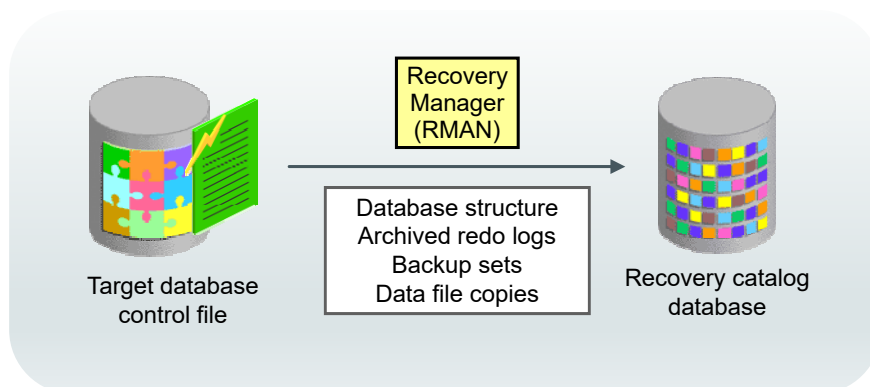 Recovery
Manager
(RMAN)
Database structure
Archived redo logs
Backup sets
Data file copies
Target database
control file
Recovery catalog
database